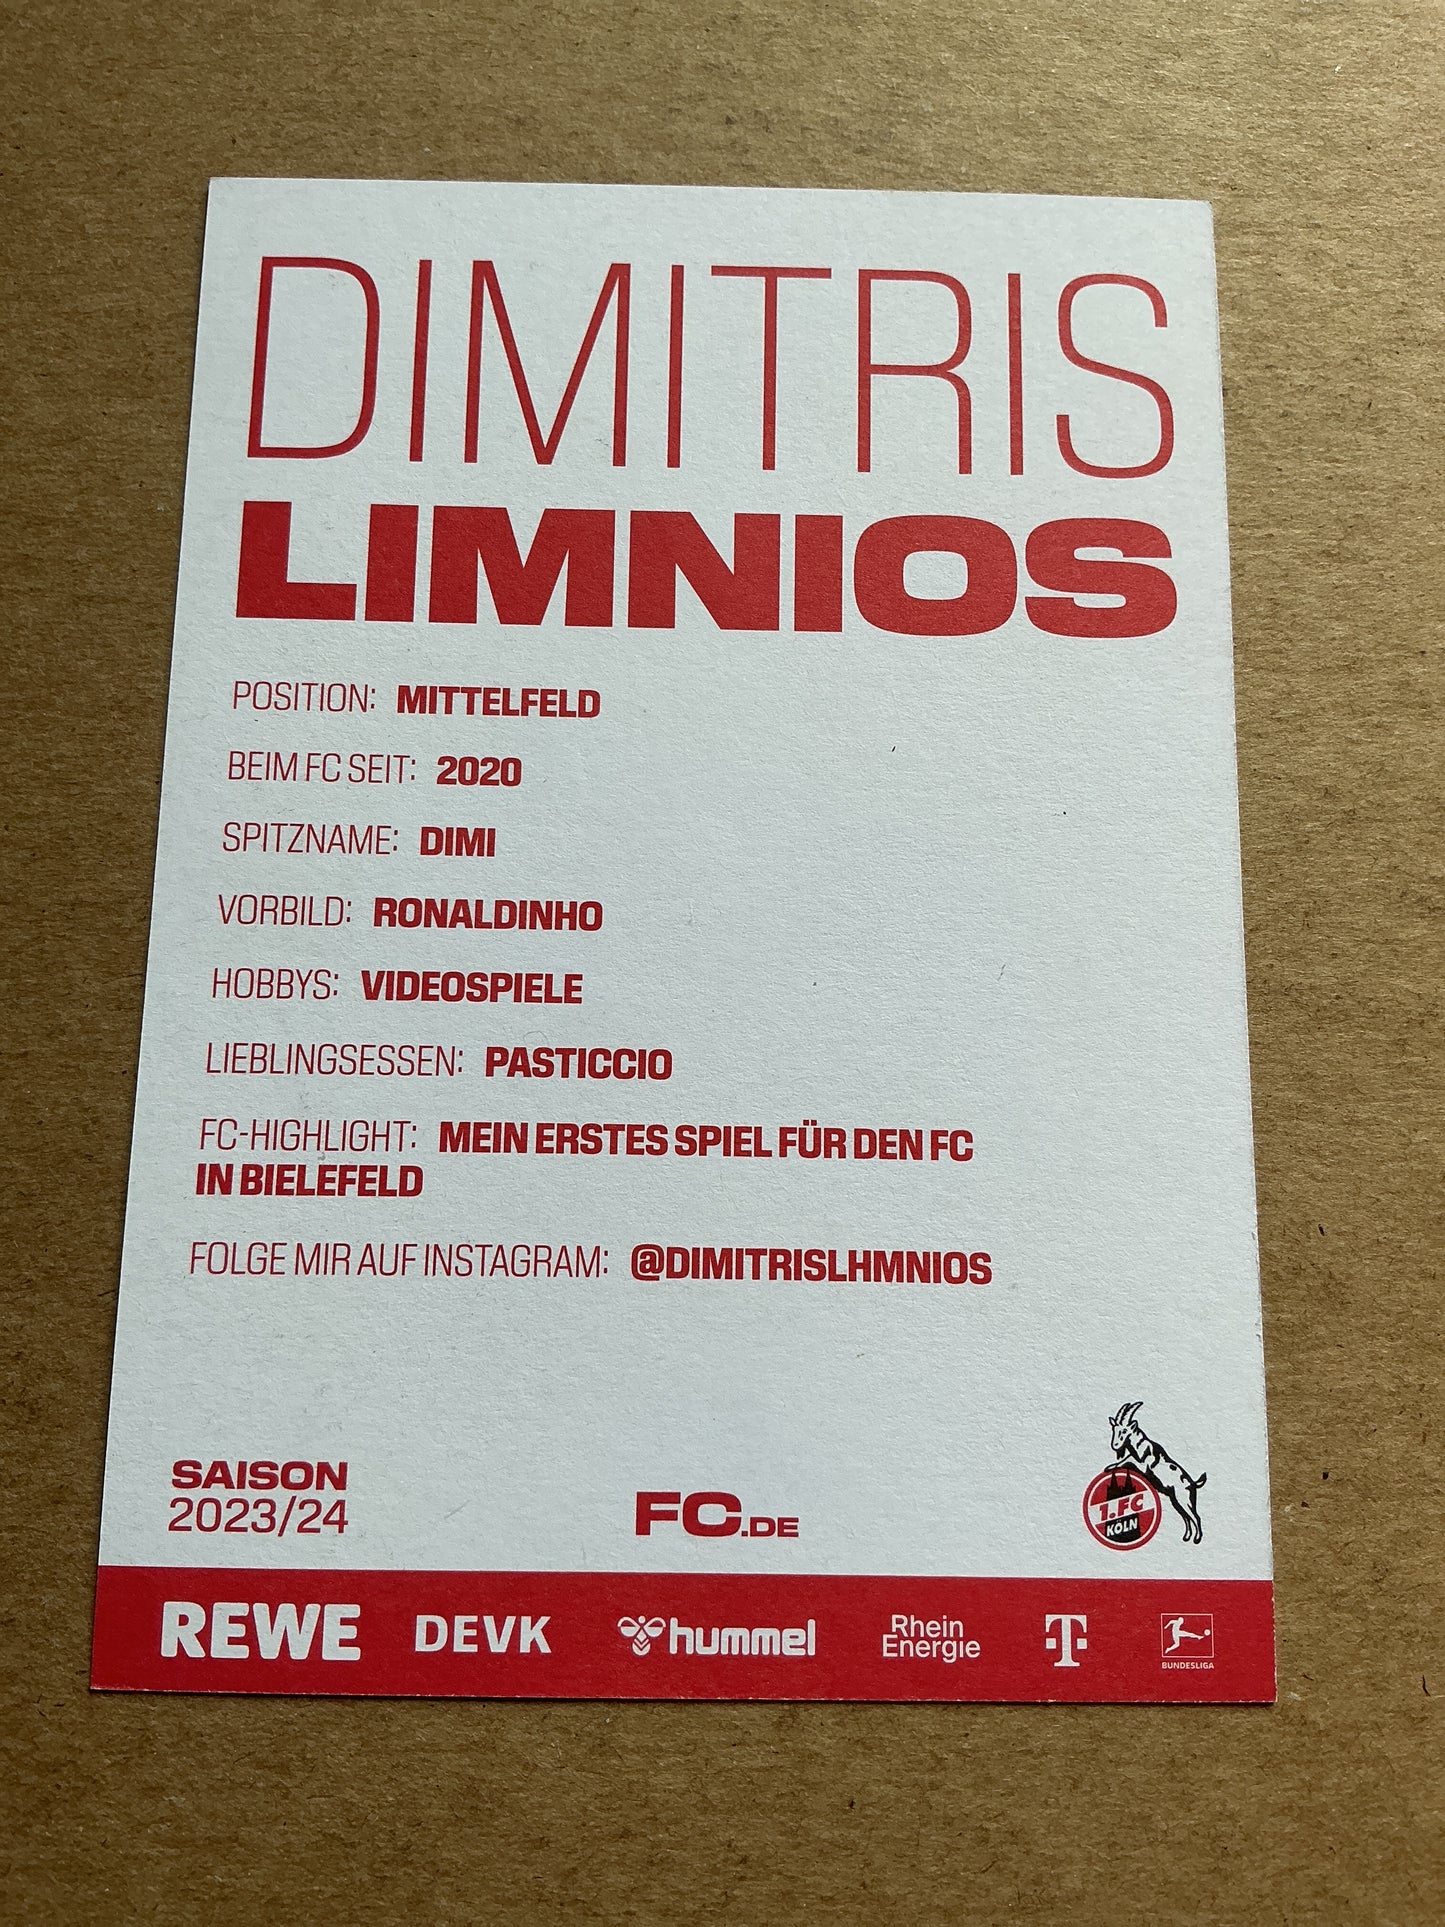 DIMITRIS
LIMNIOS
POSITION: MITTELFELD
BEIM FC SEIT: 2020
SPITZNAME: DIMI
VORBILD: RONALDINHO
HOBBYS: VIDEOSPIELE
LIEBLINGSESSEN: PASTICCIO
FC-HIGHLIGHT: MEIN ERSTES SPIEL FÜR DEN FC
IN BIELEFELD
FOLGE MIR AUF INSTAGRAM: @DIMITRISLHMNIOS
SAISON
2023/24
FC.DE
1.FC
KÖLN
REWE
DEVK
hummel
Rhein
Energie
T
BUNDESLIGA